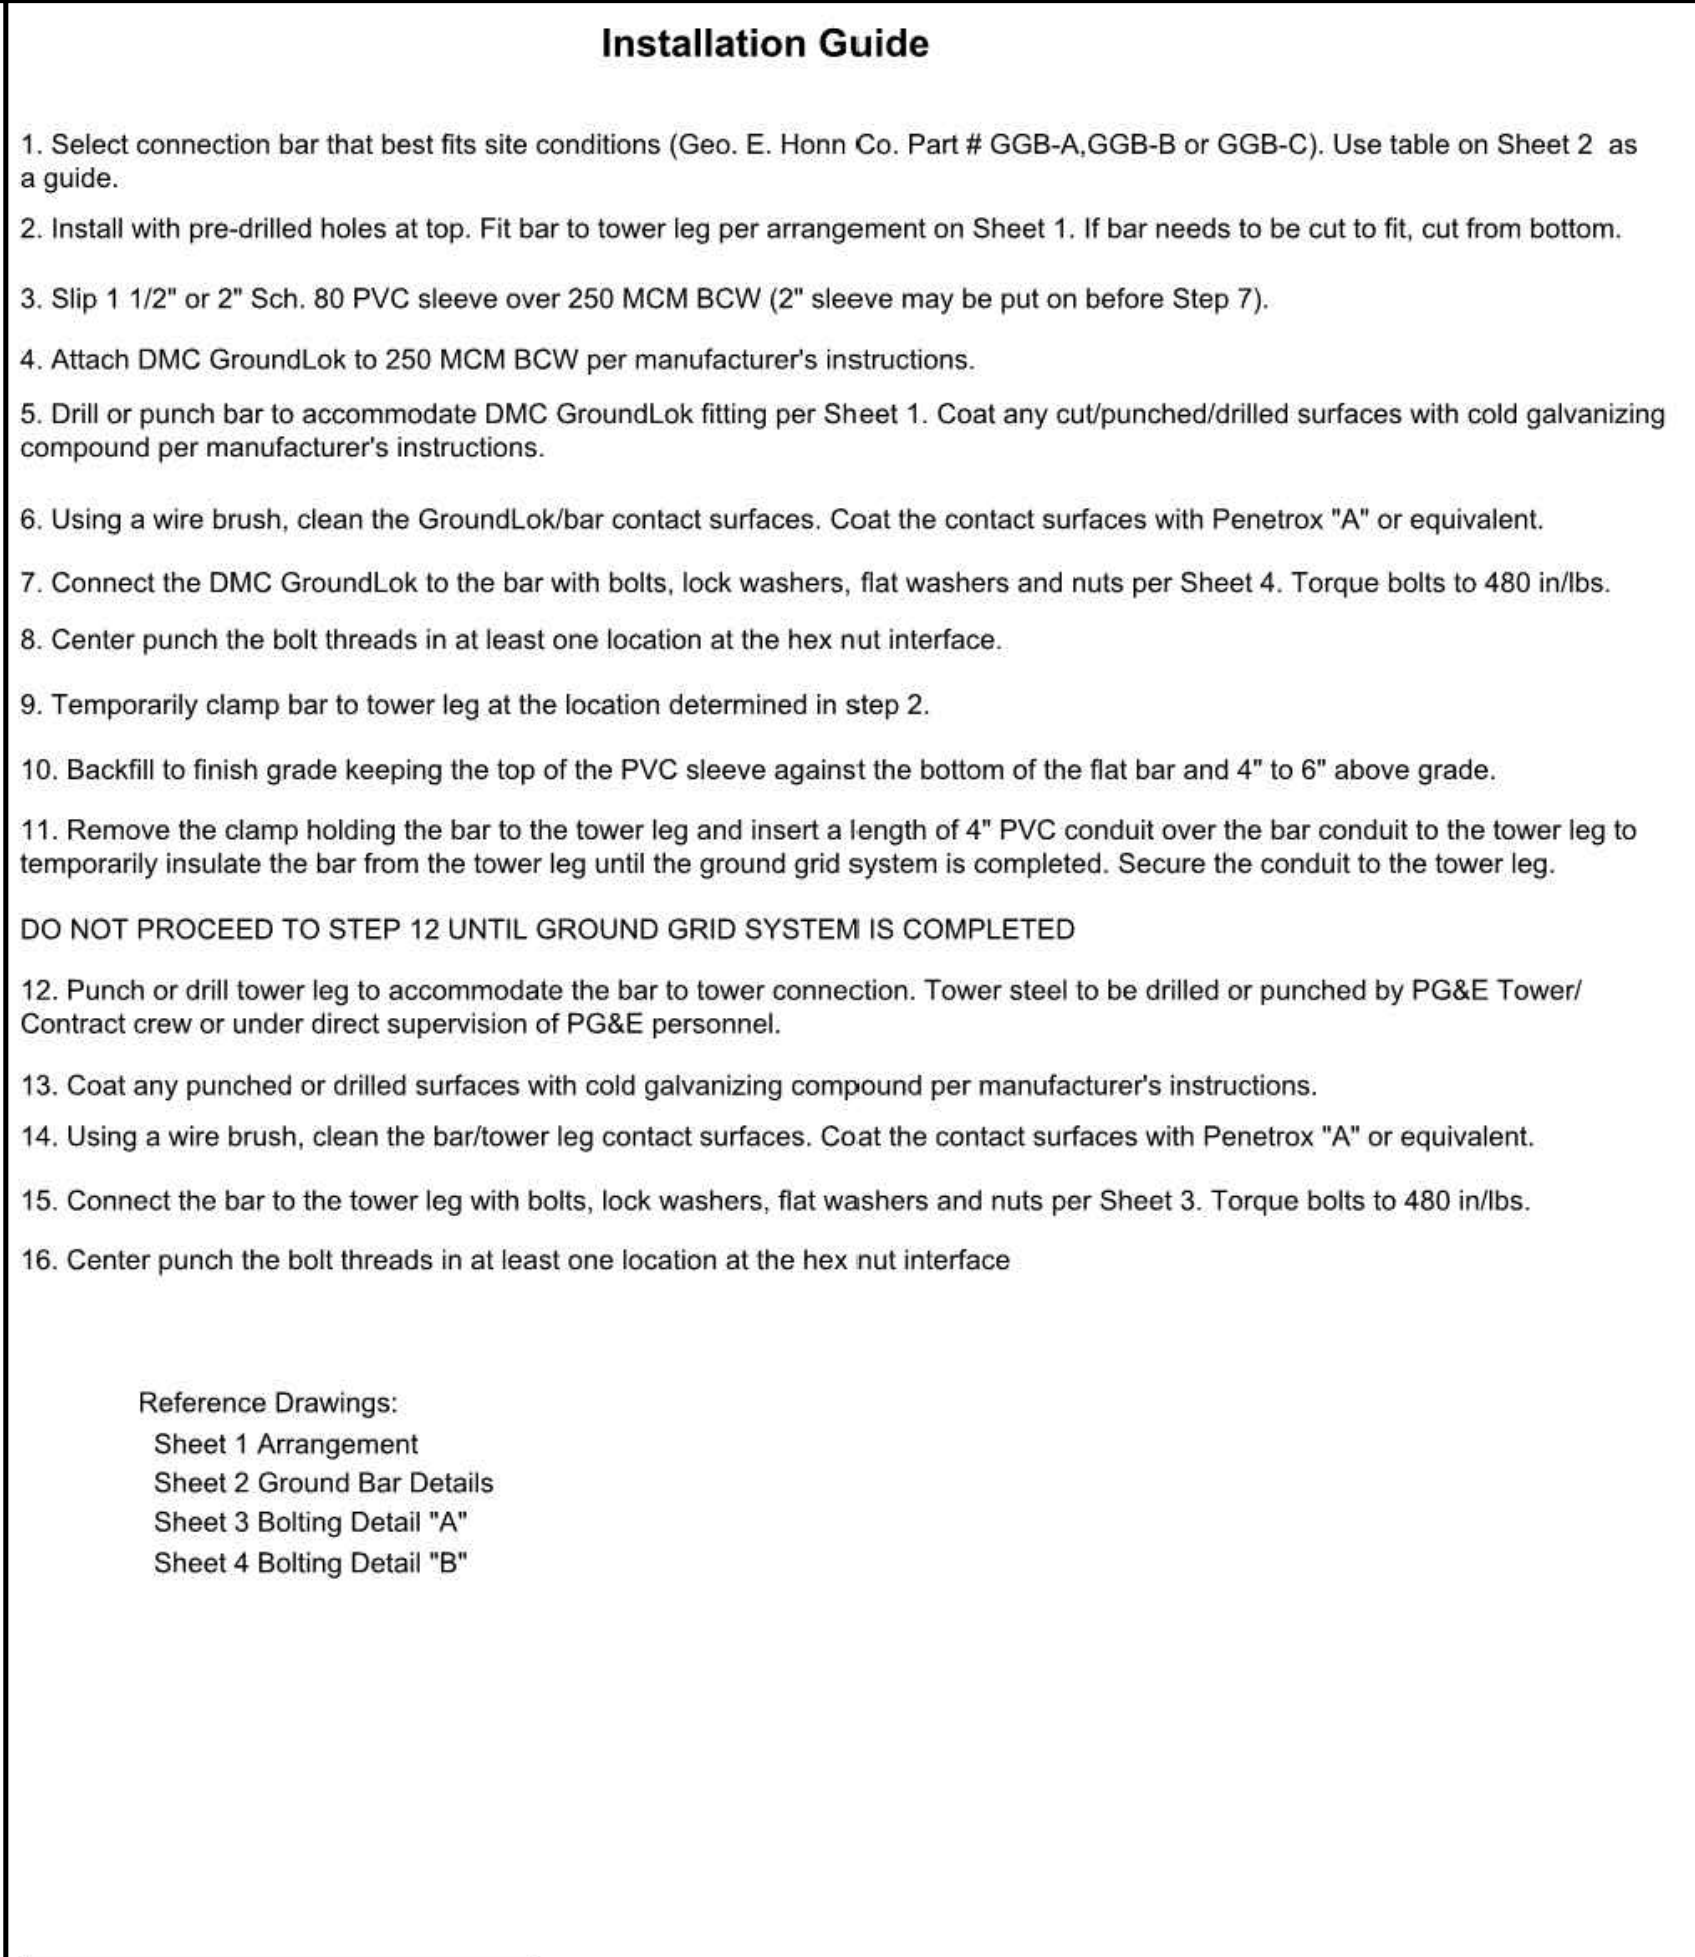 Installation Guide
1. Select connection bar that best fits site conditions (Geo. E. Honn Co. Part # GGB-A,GGB-B or GGB-C). Use table on Sheet 2 as
a guide.
2. Install with pre-drilled holes at top. Fit bar to tower leg per arrangement on Sheet 1. If bar needs to be cut to fit, cut from bottom.
3. Slip 1 1/2" or 2" Sch. 80 PVC sleeve over 250 MCM BCW (2" sleeve may be put on before Step 7).
4. Attach DMC GroundLok to 250 MCM BCW per manufacturer's instructions.
5. Drill or punch bar to accommodate DMC GroundLok fitting per Sheet 1. Coat any cut/punched/drilled surfaces with cold galvanizing
compound per manufacturer's instructions.
6. Using a wire brush, clean the GroundLok/bar contact surfaces. Coat the contact surfaces with Penetrox "A" or equivalent.
7. Connect the DMC GroundLok to the bar with bolts, lock washers, flat washers and nuts per Sheet 4. Torque bolts to 480 in/lbs.
8. Center punch the bolt threads in at least one location at the hex nut interface.
9. Temporarily clamp bar to tower leg at the location determined in step 2.
10. Backfill to finish grade keeping the top of the PVC sleeve against the bottom of the flat bar and 4" to 6" above grade.
11. Remove the clamp holding the bar to the tower leg and insert a length of 4" PVC conduit over the bar conduit to the tower leg to
temporarily insulate the bar from the tower leg until the ground grid system is completed. Secure the conduit to the tower leg.
DO NOT PROCEED TO STEP 12 UNTIL GROUND GRID SYSTEM IS COMPLETED
12. Punch or drill tower leg to accommodate the bar to tower connection. Tower steel to be drilled or punched by PG&E Tower/
Contract crew or under direct supervision of PG&E personnel.
13. Coat any punched or drilled surfaces with cold galvanizing compound per manufacturer's instructions.
14. Using a wire brush, clean the bar/tower leg contact surfaces. Coat the contact surfaces with Penetrox "A" or equivalent.
15. Connect the bar to the tower leg with bolts, lock washers, flat washers and nuts per Sheet 3. Torque bolts to 480 in/lbs.
16. Center punch the bolt threads in at least one location at the hex nut interface
Reference Drawings:
Sheet 1 Arrangement
Sheet 2 Ground Bar Details
Sheet 3 Bolting Detail "A"
Sheet 4 Bolting Detail "B"